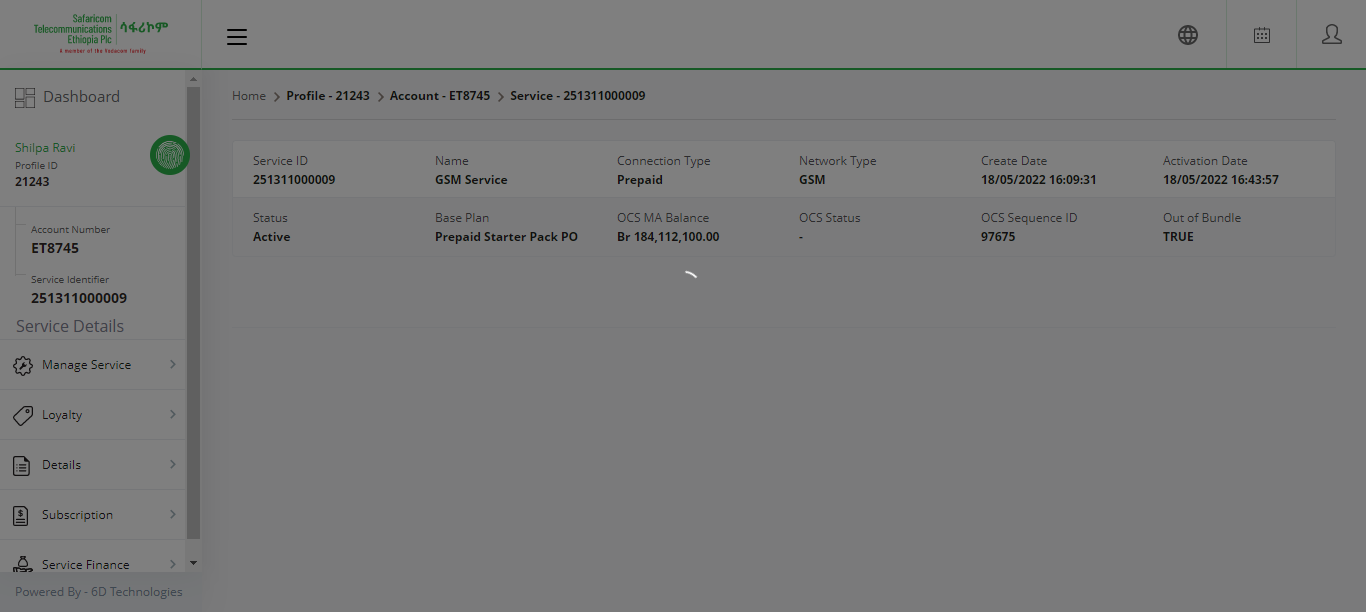 Safaricom
Telecommunications
Ethiopia Plc
ሳፋሪኮም
A member of the Vodacom family
Dashboard
Shilpa Ravi
Profile ID
21243
Account Number
ET8745
Service Identifier
251311000009
Service Details
Manage Service
Loyalty
Details
Subscription
Service Finance
Powered By - 6D Technologies
Home > Profile - 21243 > Account - ET8745 > Service - 251311000009
Service ID Name Connection Type Network Type Create Date Activation Date
251311000009 GSM Service Prepaid GSM 18/05/2022 16:09:31 18/05/2022 16:43:57
Status Base Plan OCS MA Balance OCS Status OCS Sequence ID Out of Bundle
Active Prepaid Starter Pack PO Br 184,112,100.00 - 97675 TRUE